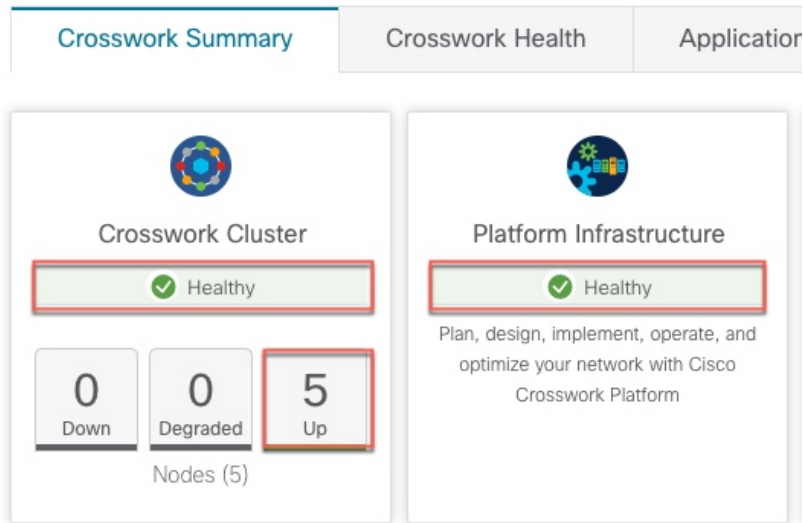 Crosswork Summary
Crosswork Health
Application
Crosswork Cluster
Healthy
0
Down
0
Degraded
5
Up
Nodes (5)
Platform Infrastructure
Healthy
Plan, design, implement, operate, and
optimize your network with Cisco
Crosswork Platform